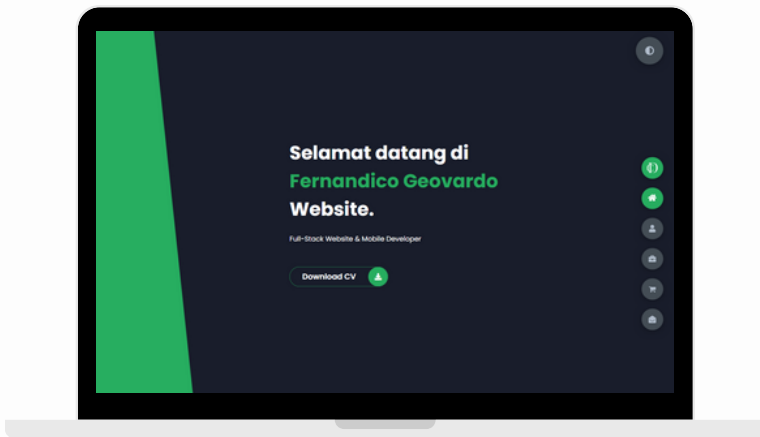 Selamat datang di
Fernandico Geovardo
Website.
Full-Stack Website & Mobile Developer
Download CV